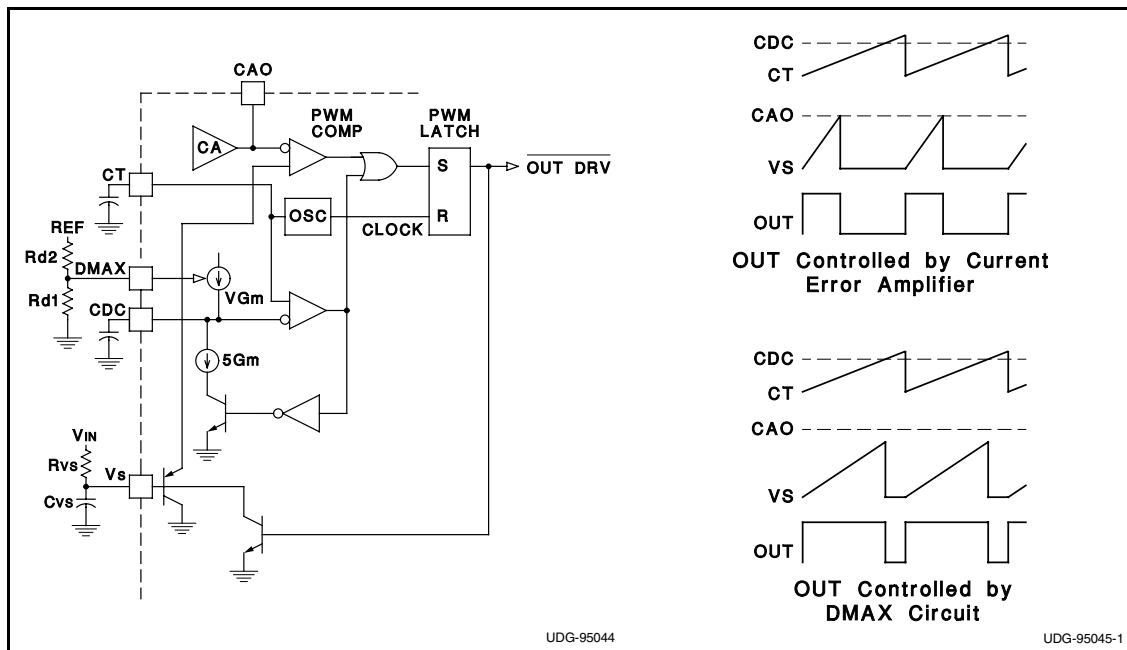 CAO
PWM
COMP
PWM
LATCH
CA
S
OUT DRV
CT
OSC
R
CLOCK
REF
Rd2
DMAX
VGm
Rd1
CDC
5Gm
VIN
Rvs
Vs
Cvs
UDG-95044
CDC
CT
CAO
VS
OUT
OUT Controlled by Current
Error Amplifier
CDC
CT
CAO
VS
OUT
OUT Controlled by
DMAX Circuit
UDG-95045-1